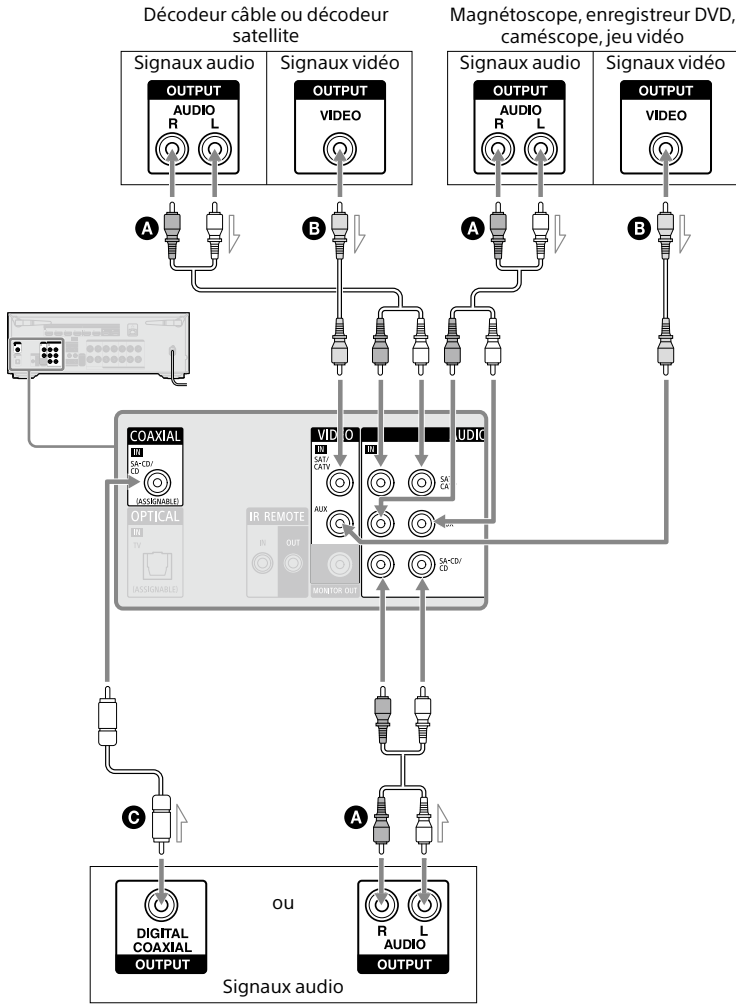 Décodeur câble ou décodeur
satellite
Magnétoscope, enregistreur DVD,
caméscope, jeu vidéo
Signaux audio
Signaux vidéo
Signaux audio
Signaux vidéo
OUTPUT
AUDIO
R L
OUTPUT
VIDEO
OUTPUT
AUDIO
R L
OUTPUT
VIDEO
A
B
A
B
COAXIAL
IN
SA-CD/
CD
(ASSIGNABLE)
OPTICAL
IN
TV
(ASSIGNABLE)
IR REMOTE
IN
OUT
VIDEO
IN
SAT/
CATV
AUX
MONITOR OUT
AUDIO
IN
SA-CD/
CD
C
A
DIGITAL
COAXIAL
OUTPUT
ou
R L
AUDIO
OUTPUT
Signaux audio